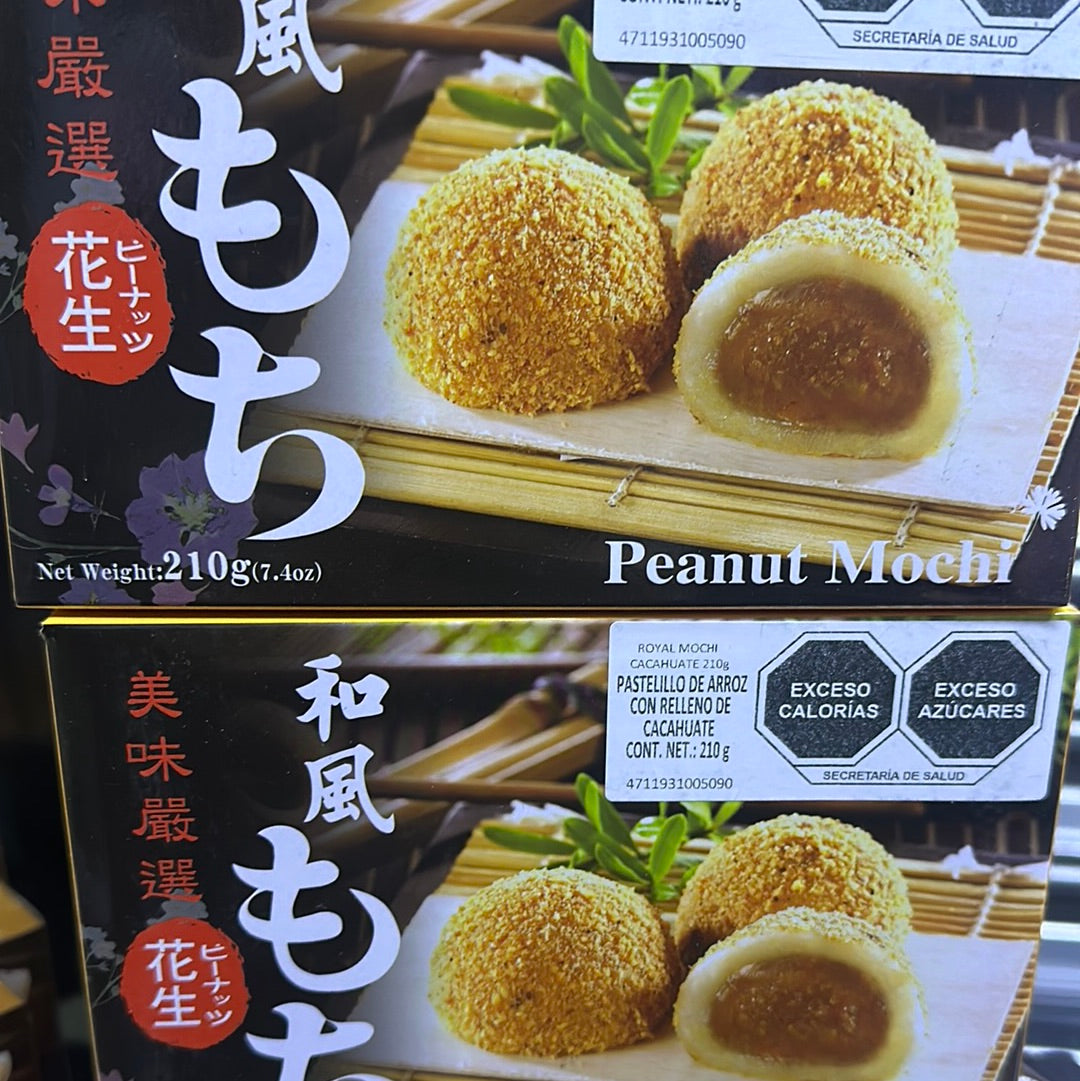 嚴選
風
もち
花生
ピーナッツ
4711931005090
SECRETARÍA DE SALUD
Net Weight:210g(7.4oz)
Peanut Mochi
美味嚴選
和風
も
花生
ピーナッツ
ROYAL MOCHI
CACAHUATE 210g
PASTELILLO DE ARROZ
CON RELLENO DE
CACAHUATE
CONT. NET.: 210 g
4711931005090
EXCESO
CALORÍAS
EXCESO
AZÚCARES
SECRETARÍA DE SALUD